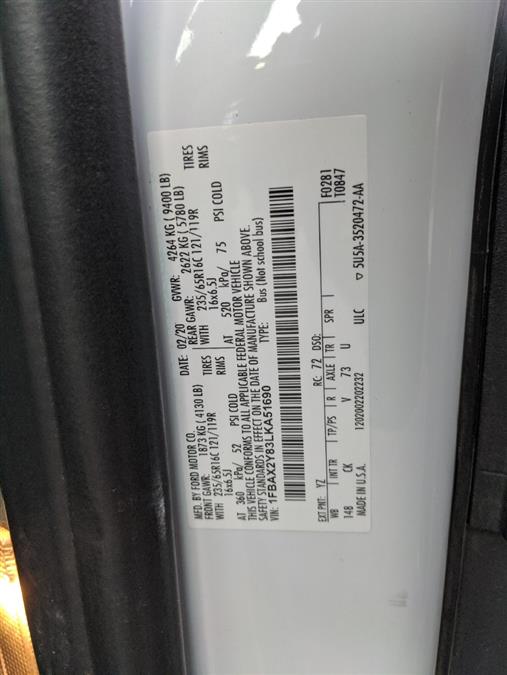 MFD. BY FORD MOTOR CO. DATE: 02/20 GVWR: 4264 KG ( 9400 LB)
FRONT GAWR: 1873 KG ( 4130 LB) REAR GAWR: 2622 KG ( 5780 LB)
WITH 235/65R16C 121/119R TIRES WITH 235/65R16C 121/119R TIRES
16x6.5J RIMS 16x6.5J RIMS
AT 360 kPa/ 52 PSI COLD AT 520 kPa/ 75 PSI COLD
THIS VEHICLE CONFORMS TO ALL APPLICABLE FEDERAL MOTOR VEHICLE
SAFETY STANDARDS IN EFFECT ON THE DATE OF MANUFACTURE SHOWN ABOVE.
VIN: 1FBAX2Y83LKA51690 TYPE: Bus (Not school bus)
EXT PNT: YZ RC: 72 DSO: F0281
WB INT TR TP/PS R AXLE TR SPR T0847
148 CK V 73 U
MADE IN U.S.A. 1202002202232 ULC ▽ 5U5A-3520472-AA